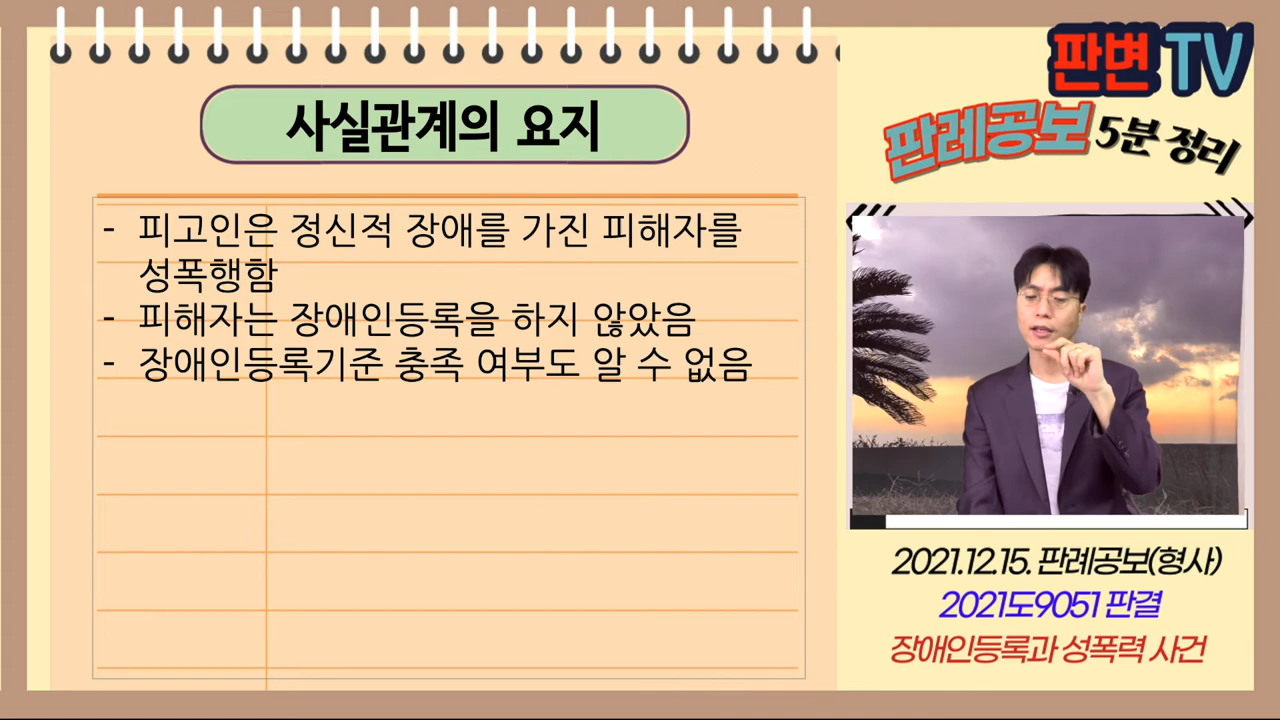 사실관계의 요지
- 피고인은 정신적 장애를 가진 피해자를
성폭행함
- 피해자는 장애인등록을 하지 않았음
- 장애인등록기준 충족 여부도 알 수 없음
판변 TV
판례공보 5분 정리
2021.12.15. 판례공보(형사)
2021도9051 판결
장애인등록과 성폭력 사건